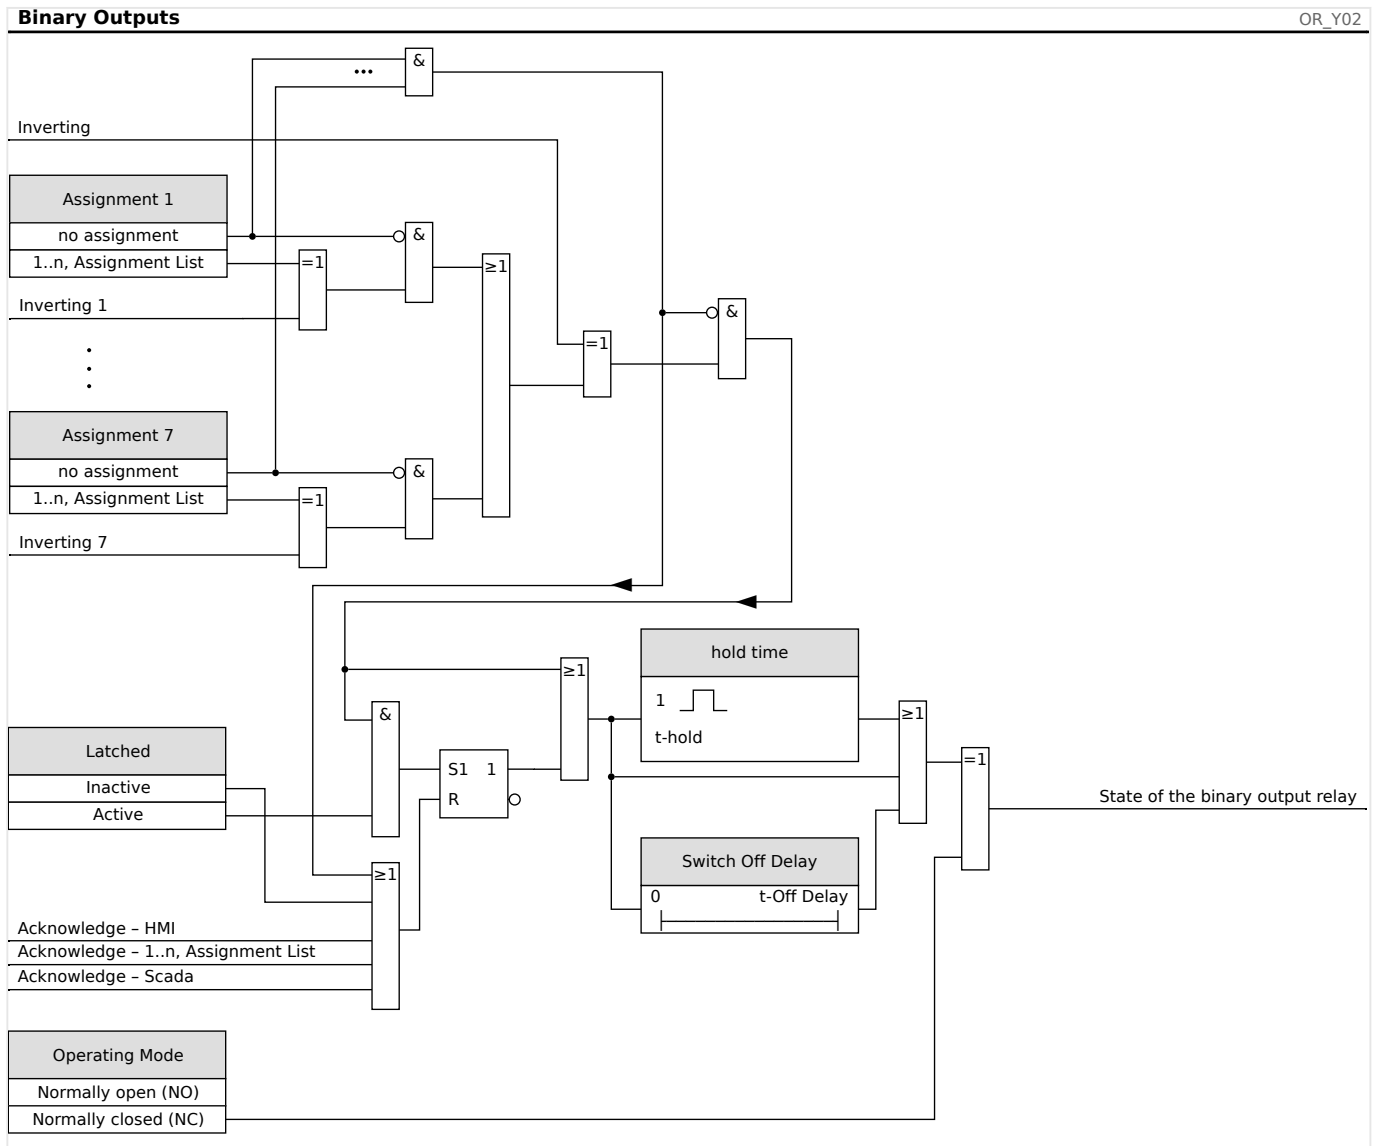 Binary Outputs
OR_Y02
&
•••
Inverting
Assignment 1
no assignment
&
1..n, Assignment List
=1
≥1
Inverting 1
&
=1
Assignment 7
no assignment
&
1..n, Assignment List
=1
Inverting 7
hold time
≥1
1
t-hold
&
≥1
Latched
Inactive
Active
S1 1
R
=1
State of the binary output relay
Switch Off Delay
0 t-Off Delay
≥1
Acknowledge – HMI
Acknowledge – 1..n, Assignment List
Acknowledge – Scada
Operating Mode
Normally open (NO)
Normally closed (NC)